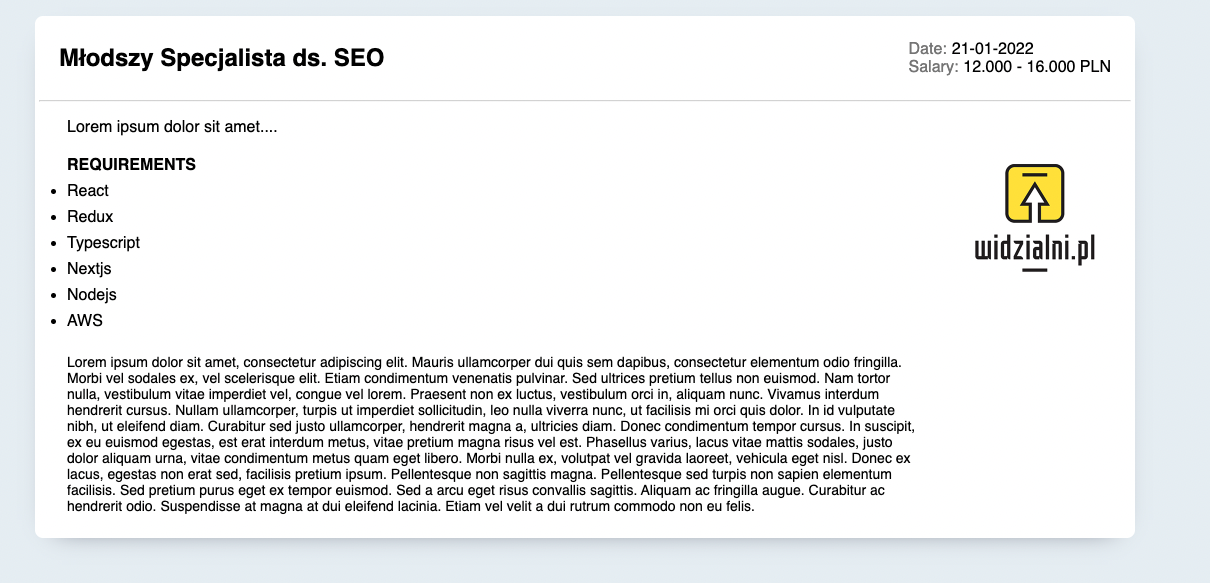 Młodszy Specjalista ds. SEO
Date: 21-01-2022
Salary: 12.000 - 16.000 PLN
Lorem ipsum dolor sit amet....
REQUIREMENTS
React
Redux
Typescript
Nextjs
Nodejs
AWS
widzialni.pl
Lorem ipsum dolor sit amet, consectetur adipiscing elit. Mauris ullamcorper dui quis sem dapibus, consectetur elementum odio fringilla.
Morbi vel sodales ex, vel scelerisque elit. Etiam condimentum venenatis pulvinar. Sed ultrices pretium tellus non euismod. Nam tortor
nulla, vestibulum vitae imperdiet vel, congue vel lorem. Praesent non ex luctus, vestibulum orci in, aliquam nunc. Vivamus interdum
hendrerit cursus. Nullam ullamcorper, turpis ut imperdiet sollicitudin, leo nulla viverra nunc, ut facilisis mi orci quis dolor. In id vulputate
nibh, ut eleifend diam. Curabitur sed justo ullamcorper, hendrerit magna a, ultricies diam. Donec condimentum tempor cursus. In suscipit,
ex eu euismod egestas, est erat interdum metus, vitae pretium magna risus vel est. Phasellus varius, lacus vitae mattis sodales, justo
dolor aliquam urna, vitae condimentum metus quam eget libero. Morbi nulla ex, volutpat vel gravida laoreet, vehicula eget nisl. Donec ex
lacus, egestas non erat sed, facilisis pretium ipsum. Pellentesque non sagittis magna. Pellentesque sed turpis non sapien elementum
facilisis. Sed pretium purus eget ex tempor euismod. Sed a arcu eget risus convallis sagittis. Aliquam ac fringilla augue. Curabitur ac
hendrerit odio. Suspendisse at magna at dui eleifend lacinia. Etiam vel velit a dui rutrum commodo non eu felis.